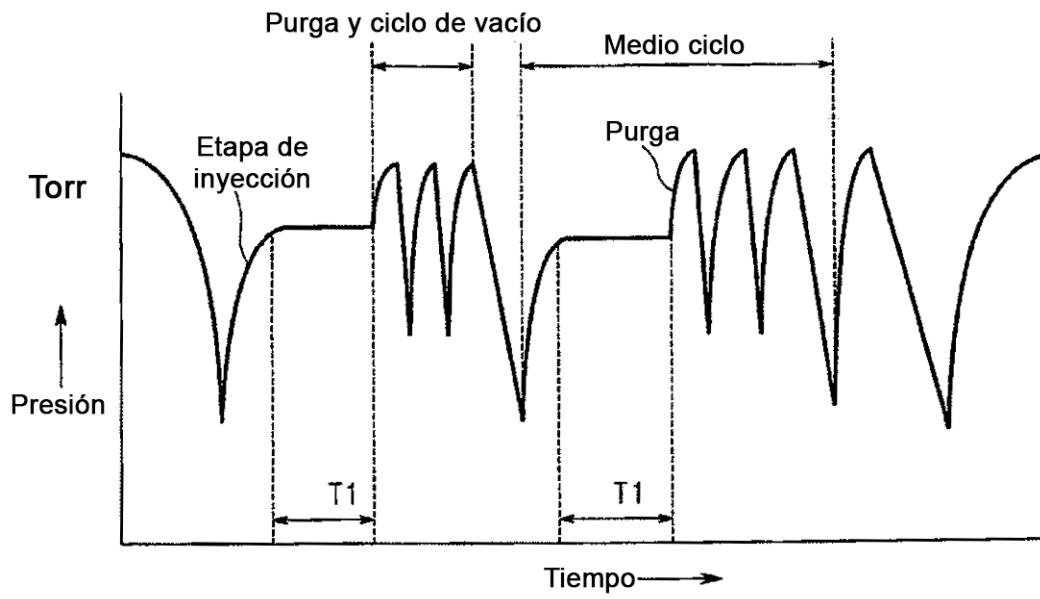 Purga y ciclo de vacío
Medio ciclo
Etapa de
inyección
Purga
Torr
Presión
T1
T1
Tiempo